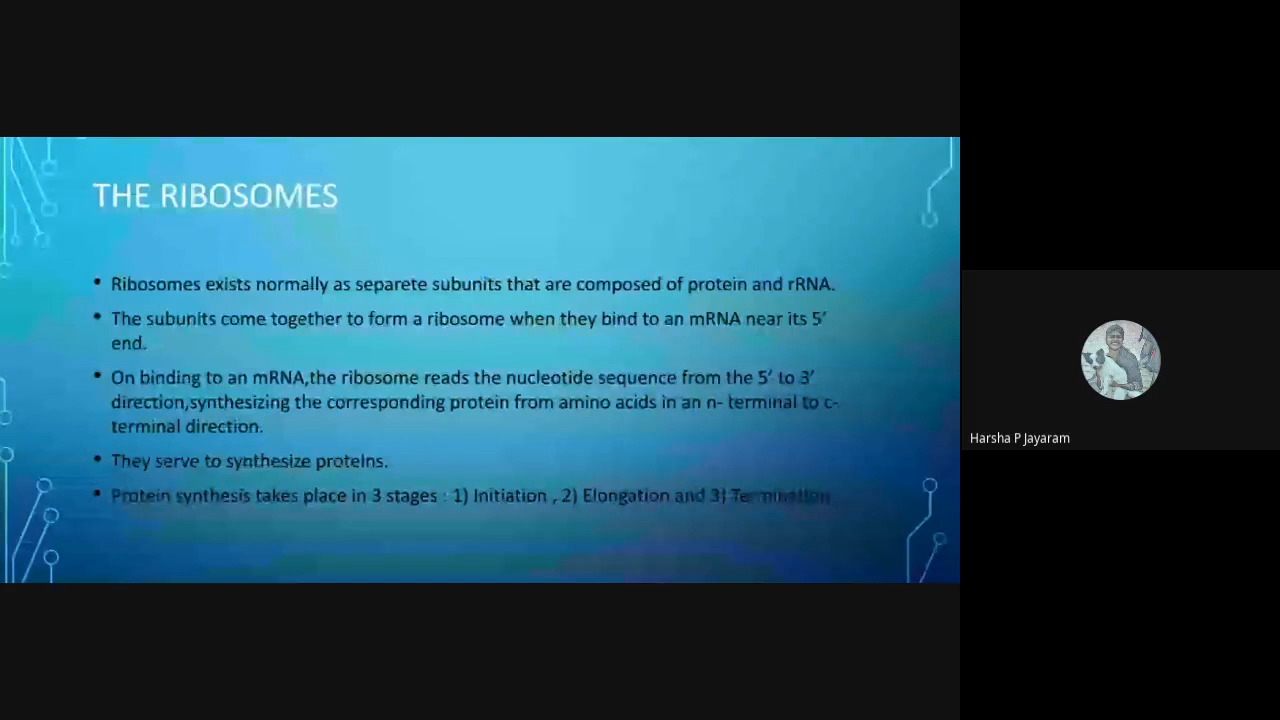 THE RIBOSOMES
• Ribosomes exists normally as separete subunits that are composed of protein and rRNA.
• The subunits come together to form a ribosome when they bind to an mRNA near its 5’
end.
• On binding to an mRNA,the ribosome reads the nucleotide sequence from the 5’ to 3’
direction,synthesizing the corresponding protein from amino acids in an n- terminal to c-
terminal direction.
• They serve to synthesize proteins.
• Protein synthesis takes place in 3 stages : 1) Initiation , 2) Elongation and 3) Termination
Harsha P Jayaram